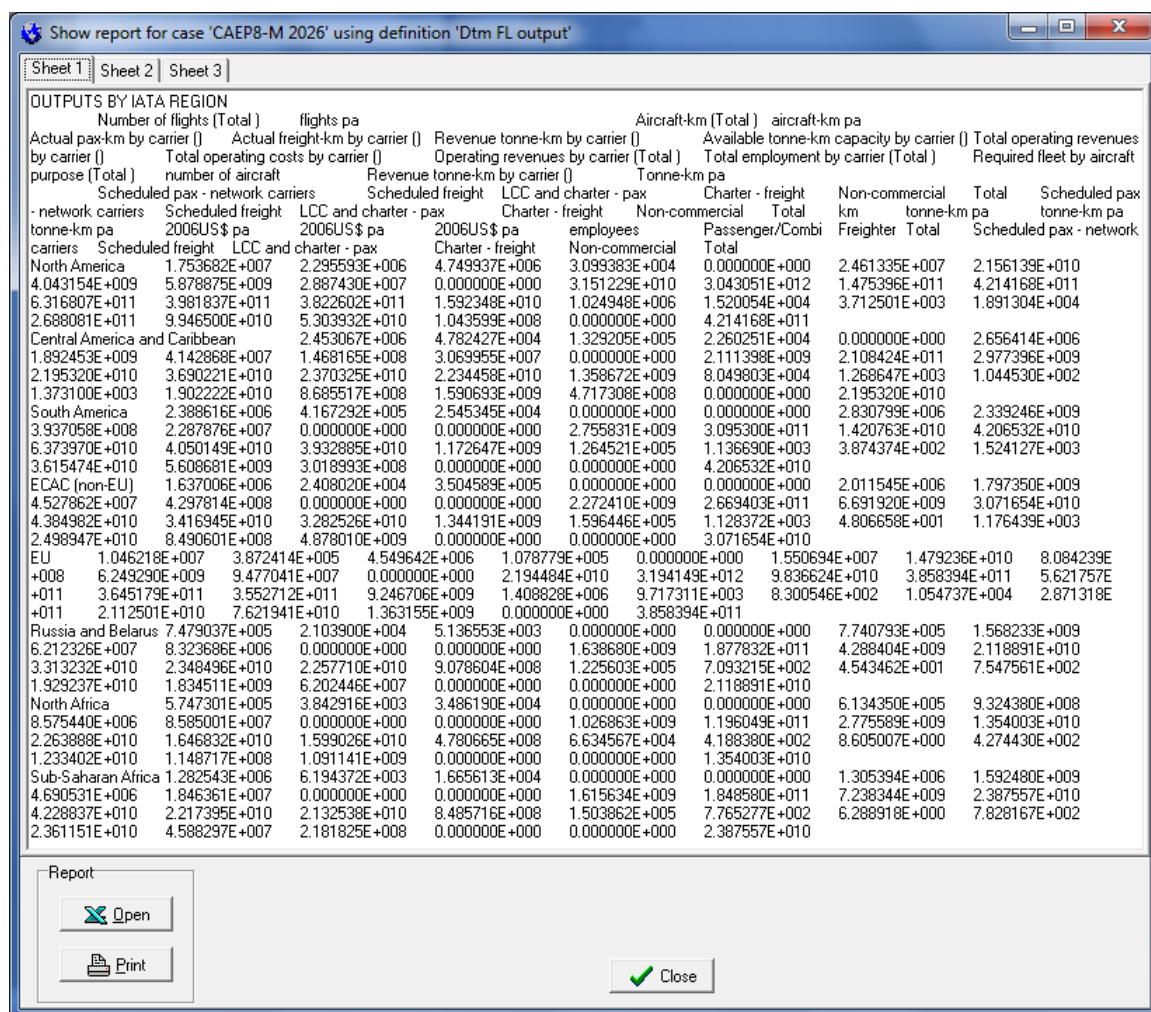 Show report for case 'CAEP8-M 2026' using definition 'Dtm FL output'
Sheet 1 Sheet 2 Sheet 3
OUTPUTS BY IATA REGION
Number of flights (Total ) flights pa Aircraft-km (Total ) aircraft-km pa
Actual pax-km by carrier () Actual freight-km by carrier () Revenue tonne-km by carrier () Available tonne-km capacity by carrier () Total operating revenues
by carrier () Total operating costs by carrier () Operating revenues by carrier (Total ) Total employment by carrier (Total ) Required fleet by aircraft
purpose (Total ) number of aircraft Revenue tonne-km by carrier () Tonne-km pa
Scheduled pax - network carriers Scheduled freight LCC and charter - pax Charter - freight Non-commercial Total Scheduled pax
- network carriers Scheduled freight LCC and charter - pax Charter - freight Non-commercial Total km tonne-km pa tonne-km pa
tonne-km pa 2006US$ pa 2006US$ pa 2006US$ pa employees Passenger/Combi Freighter Total Scheduled pax - network
carriers Scheduled freight LCC and charter - pax Charter - freight Non-commercial Total
North America 1.753682E+007 2.295593E+006 4.749937E+006 3.099383E+004 0.000000E+000 2.461335E+007 2.156139E+010
4.043154E+009 5.878875E+009 2.887430E+007 0.000000E+000 3.151229E+010 3.043051E+012 1.475396E+011 4.214168E+011
6.316807E+011 3.981837E+011 3.822602E+011 1.592348E+010 1.024948E+006 1.520054E+004 3.712501E+003 1.891304E+004
2.688081E+011 9.946500E+010 5.303932E+010 1.043599E+008 0.000000E+000 4.214168E+011
Central America and Caribbean 2.453067E+006 4.782427E+004 1.329205E+005 2.260251E+004 0.000000E+000 2.656414E+006
1.892453E+009 4.142868E+007 1.468165E+008 3.069955E+007 0.000000E+000 2.111398E+009 2.108424E+011 2.977396E+009
2.195320E+010 3.690221E+010 2.370325E+010 2.234458E+010 1.358672E+009 8.049803E+004 1.268647E+003 1.044530E+002
1.373100E+003 1.902222E+010 8.685517E+008 1.590693E+009 4.717308E+008 0.000000E+000 2.195320E+010
South America 2.388616E+006 4.167292E+005 2.545345E+004 0.000000E+000 0.000000E+000 2.830799E+006 2.339246E+009
3.937058E+008 2.287876E+007 0.000000E+000 0.000000E+000 2.755831E+009 3.095300E+011 1.420763E+010 4.206532E+010
6.373970E+010 4.050149E+010 3.932885E+010 1.172647E+009 1.264521E+005 1.136690E+003 3.874374E+002 1.524127E+003
3.615474E+010 5.608681E+009 3.018993E+008 0.000000E+000 0.000000E+000 4.206532E+010
ECAC (non-EU) 1.637006E+006 2.408020E+004 3.504589E+005 0.000000E+000 0.000000E+000 2.011545E+006 1.797350E+009
4.527862E+007 4.297814E+008 0.000000E+000 0.000000E+000 2.272410E+009 2.669403E+011 6.691920E+009 3.071654E+010
4.384982E+010 3.416945E+010 3.282526E+010 1.344191E+009 1.596446E+005 1.128372E+003 4.806658E+001 1.176439E+003
2.498947E+010 8.490601E+008 4.878010E+009 0.000000E+000 0.000000E+000 3.071654E+010
EU 1.046218E+007 3.872414E+005 4.549642E+006 1.078779E+005 0.000000E+000 1.550694E+007 1.479236E+010 8.084239E
+008 6.249290E+009 9.477041E+007 0.000000E+000 2.194484E+010 3.194149E+012 9.836624E+010 3.858394E+011 5.621757E
+011 3.645179E+011 3.552712E+011 9.246706E+009 1.408828E+006 9.717311E+003 8.300546E+002 1.054737E+004 2.871318E
+011 2.112501E+010 7.621941E+010 1.363155E+009 0.000000E+000 3.858394E+011
Russia and Belarus 7.479037E+005 2.103900E+004 5.136553E+003 0.000000E+000 0.000000E+000 7.740793E+005 1.568233E+009
6.212326E+007 8.323686E+006 0.000000E+000 0.000000E+000 1.638680E+009 1.877832E+011 4.288404E+009 2.118891E+010
3.313232E+010 2.348496E+010 2.257710E+010 9.078604E+008 1.225603E+005 7.093215E+002 4.543462E+001 7.547561E+002
1.929237E+010 1.834511E+009 6.202446E+007 0.000000E+000 0.000000E+000 2.118891E+010
North Africa 5.747301E+005 3.842916E+003 3.486190E+004 0.000000E+000 0.000000E+000 6.134350E+005 9.324380E+008
8.575440E+006 8.585001E+007 0.000000E+000 0.000000E+000 1.026863E+009 1.196049E+011 2.775589E+009 1.354003E+010
2.263888E+010 1.646832E+010 1.599026E+010 4.780665E+008 6.634567E+004 4.188380E+002 8.605007E+000 4.274430E+002
1.233402E+010 1.148717E+008 1.091141E+009 0.000000E+000 0.000000E+000 1.354003E+010
Sub-Saharan Africa 1.282543E+006 6.194372E+003 1.665613E+004 0.000000E+000 0.000000E+000 1.305394E+006 1.592480E+009
4.690531E+006 1.846361E+007 0.000000E+000 0.000000E+000 1.615634E+009 1.848580E+011 7.238344E+009 2.387557E+010
4.228837E+010 2.217395E+010 2.132538E+010 8.485716E+008 1.503862E+005 7.765277E+002 6.288918E+000 7.828167E+002
2.361151E+010 4.588297E+007 2.181825E+008 0.000000E+000 0.000000E+000 2.387557E+010
Report
Open
Print
Close